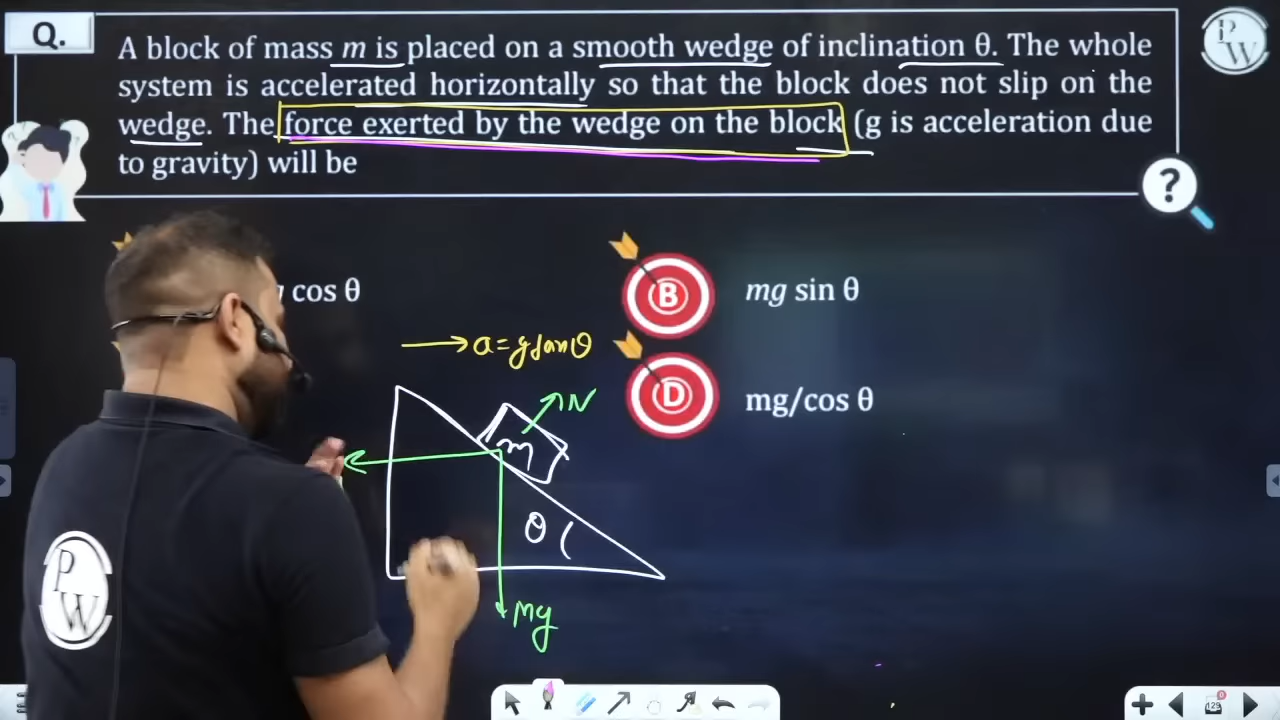 Q.
A block of mass m is placed on a smooth wedge of inclination θ. The whole
system is accelerated horizontally so that the block does not slip on the
wedge. The force exerted by the wedge on the block (g is acceleration due
to gravity) will be
P
W
?
cos θ
B
mg sin θ
a=gtanθ
D
mg/cos θ
N
m
θ
Mg
P
W
129